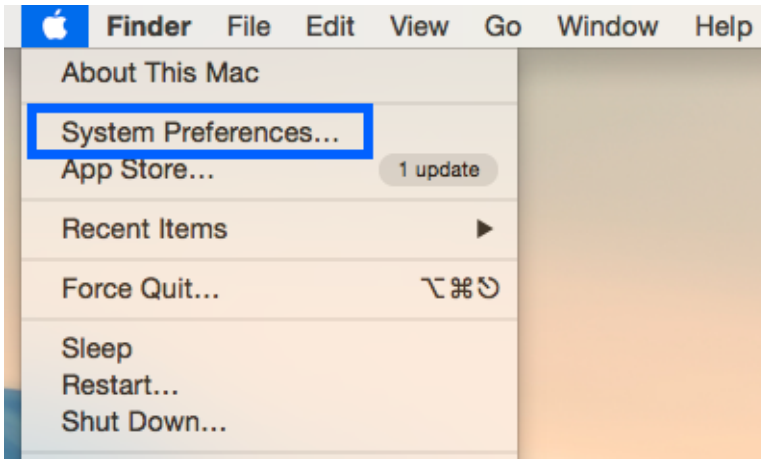 Finder File Edit View Go Window Help
About This Mac
System Preferences...
App Store... 1 update
Recent Items ▶
Force Quit... ⌥⌘⎋
Sleep
Restart...
Shut Down...